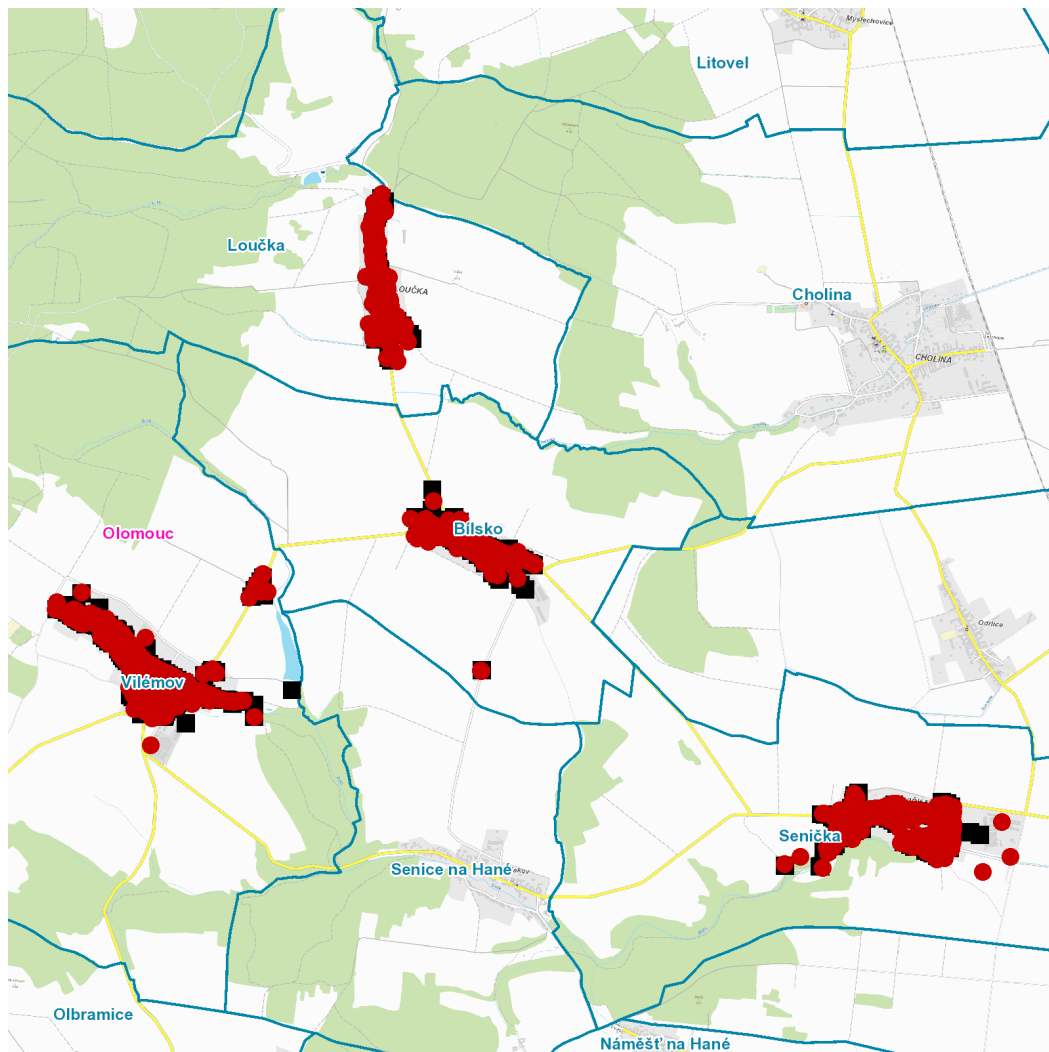 Myslechovice
Litovel
Loučka
OUČKA
Cholina
CHOLINA
Olomouc
Bílsko
Odrlice
Vilémov
Senička
Senice na Hané
Olbramice
Náměšť na Hané